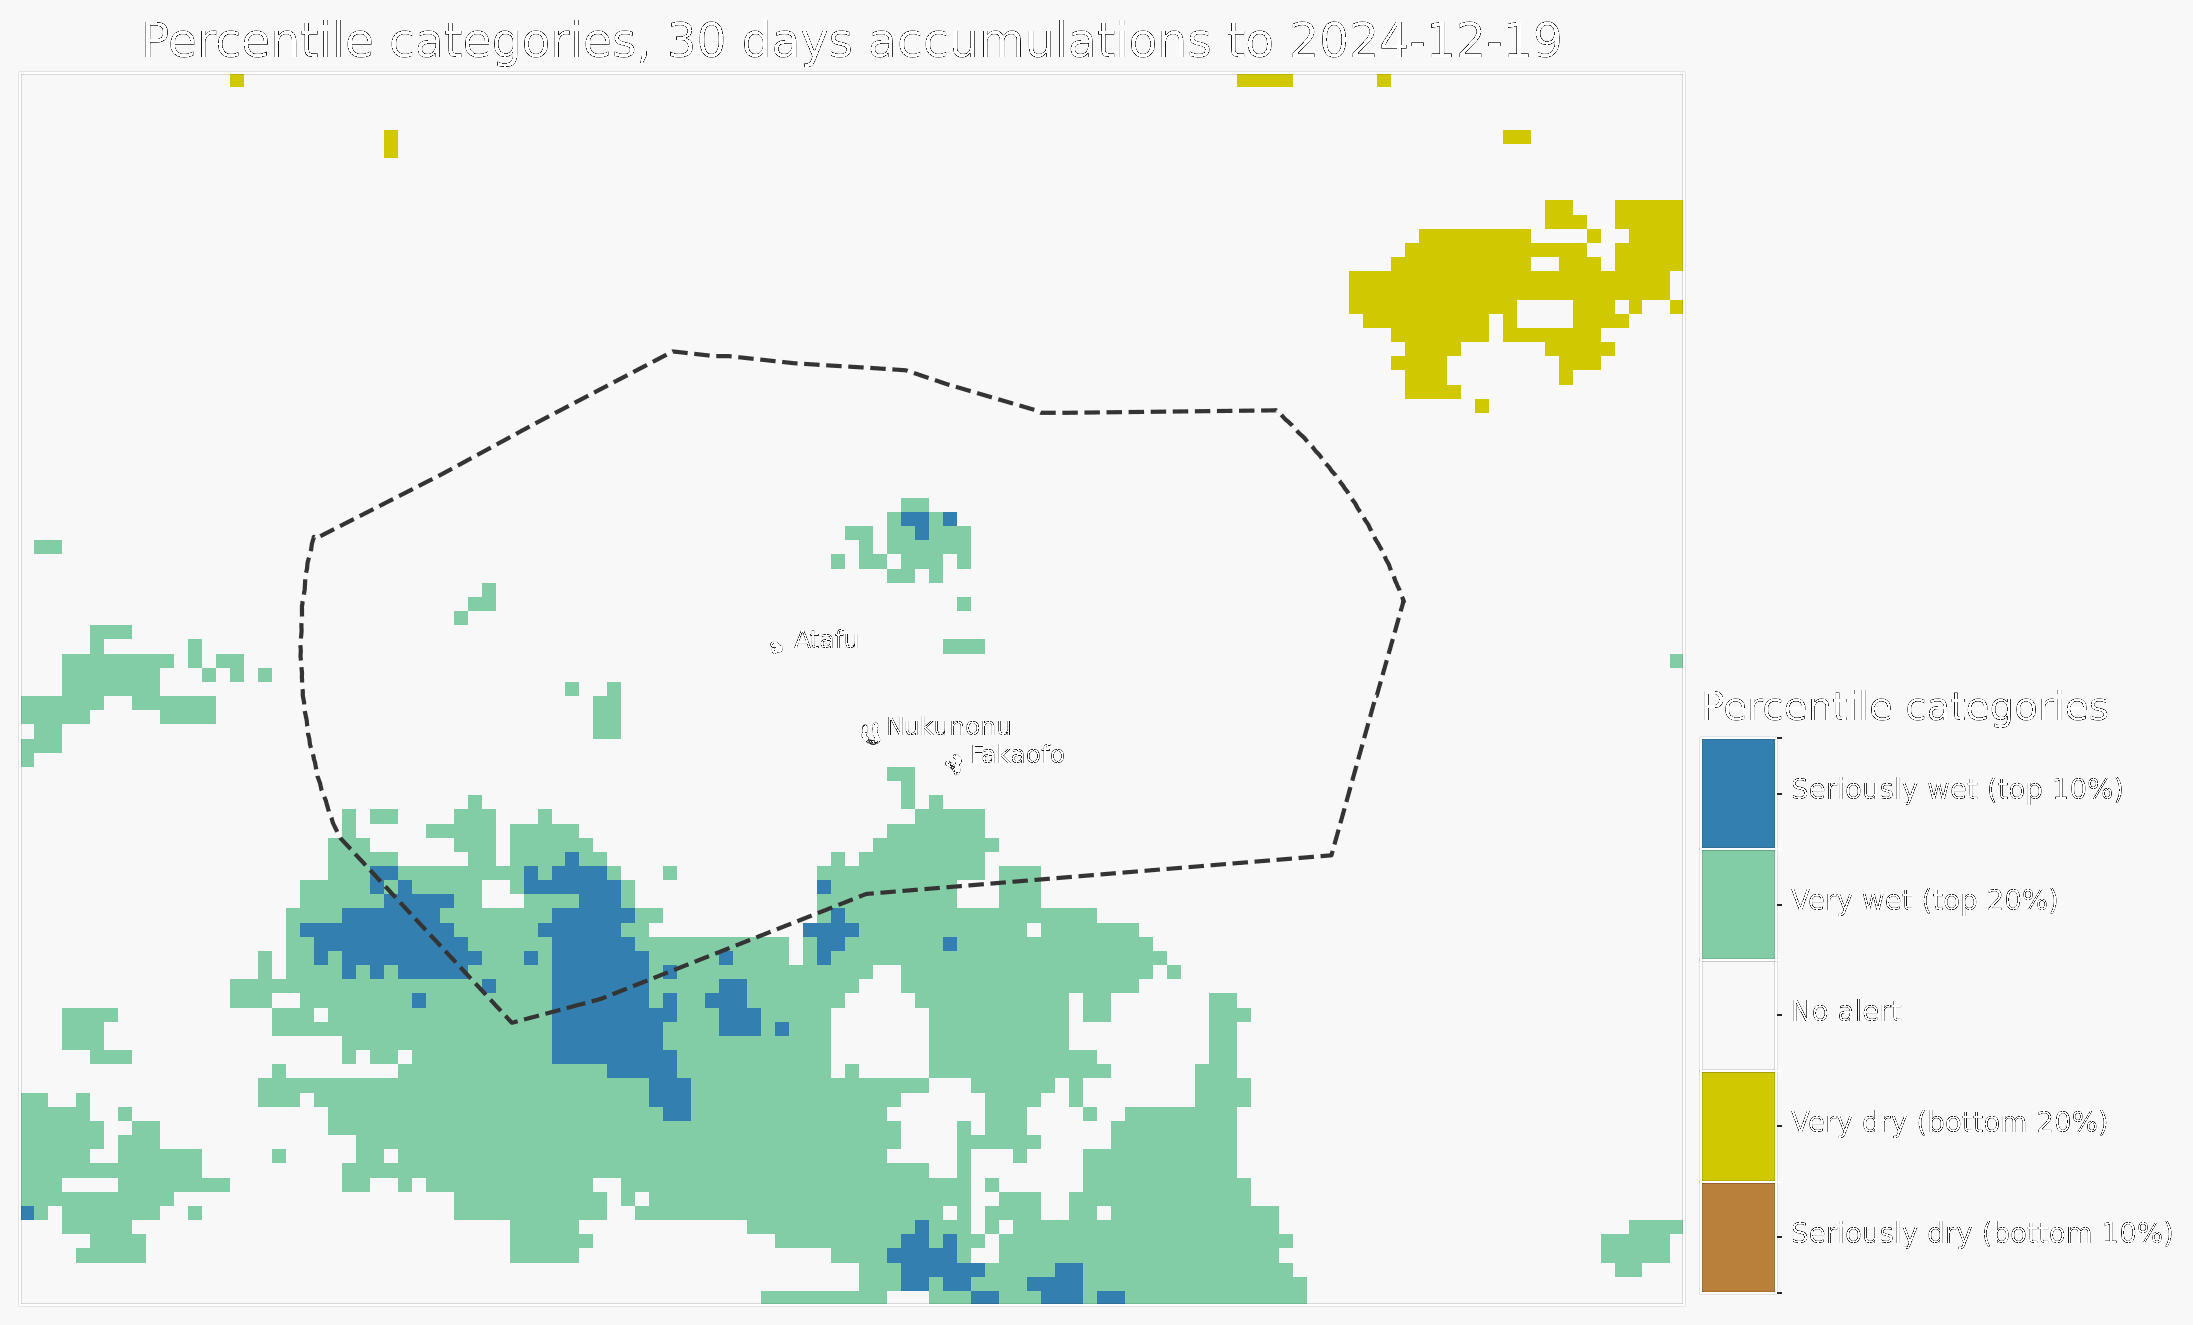 Percentile categories, 30 days accumulations to 2024-12-19
Atafu
Nukunonu
Fakaofo
Percentile categories
Seriously wet (top 10%)
Very wet (top 20%)
No alert
Very dry (bottom 20%)
Seriously dry (bottom 10%)